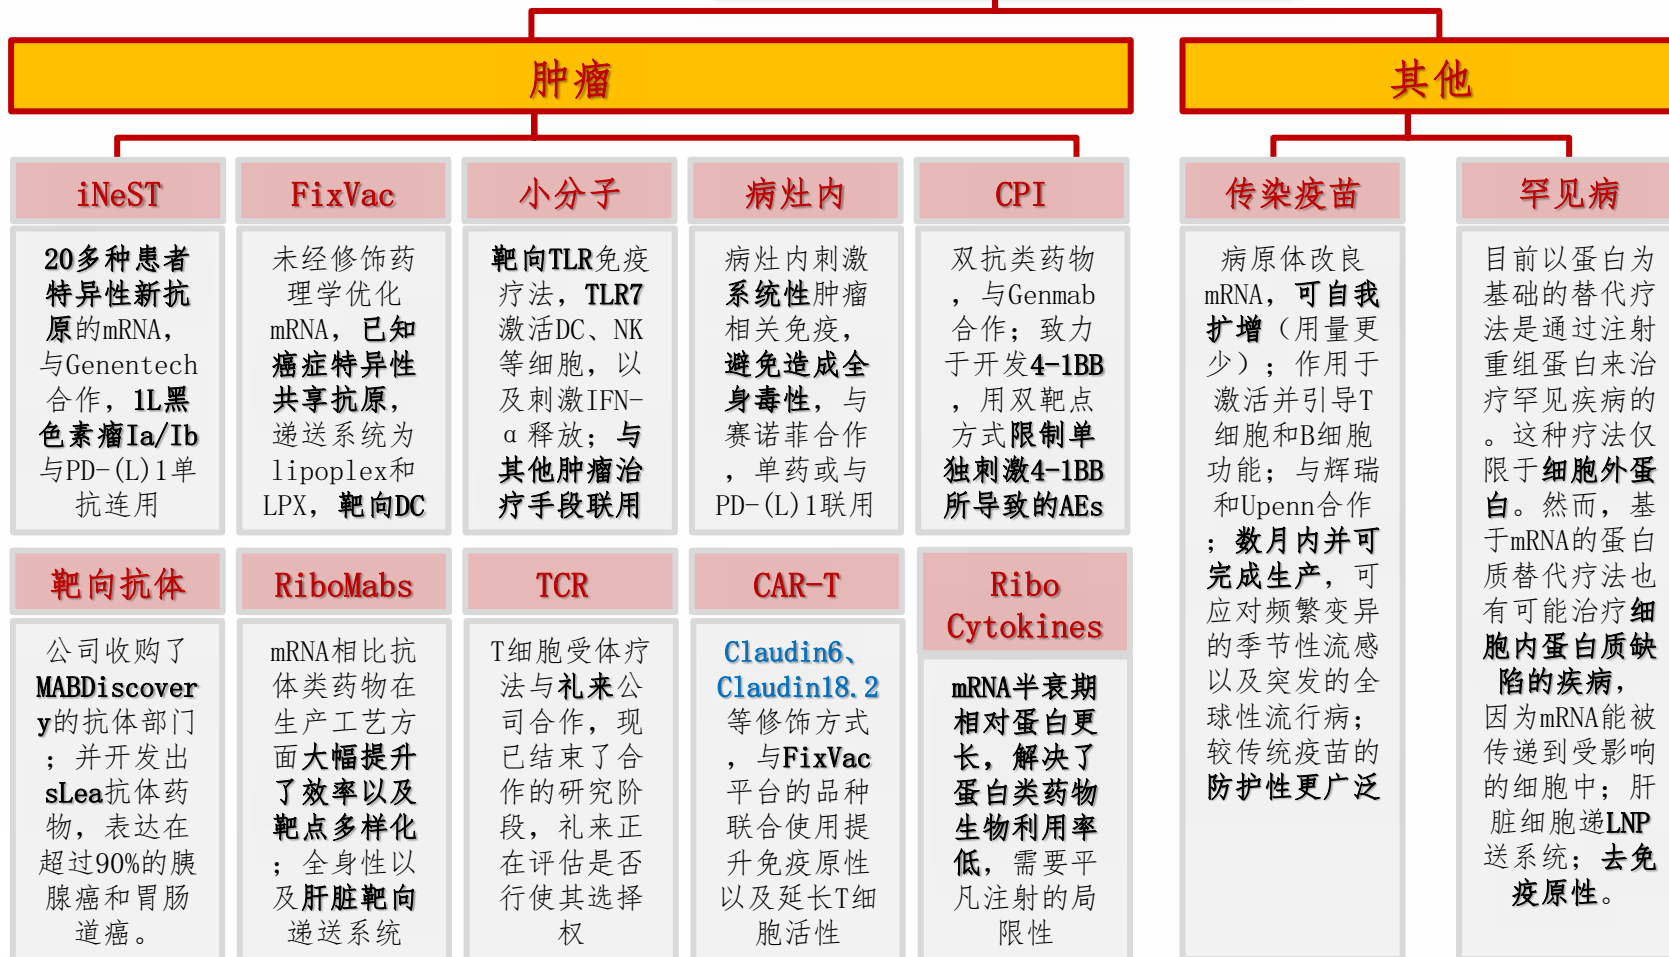 肿瘤
其他
iNeST
20多种患者
特异性新抗
原的mRNA，
与Genentech
合作，1L黑
色素瘤Ia/Ib
与PD-(L)1单
抗连用
FixVac
未经修饰药
理学优化
mRNA，已知
癌症特异性
共享抗原，
递送系统为
lipoplex和
LPX，靶向DC
小分子
靶向TLR免疫
疗法，TLR7
激活DC、NK
等细胞，以
及刺激IFN-
α释放；与
其他肿瘤治
疗手段联用
病灶内
病灶内刺激
系统性肿瘤
相关免疫，
避免造成全
身毒性，与
赛诺菲合作
，单药或与
PD-(L)1联用
CPI
双抗类药物
，与Genmab
合作；致力
于开发4-1BB
，用双靶点
方式限制单
独刺激4-1BB
所导致的AEs
靶向抗体
公司收购了
MABDiscover
y的抗体部门
；并开发出
sLea抗体药
物，表达在
超过90%的胰
腺癌和胃肠
道癌。
RiboMabs
mRNA相比抗
体类药物在
生产工艺方
面大幅提升
了效率以及
靶点多样化
；全身性以
及肝脏靶向
递送系统
TCR
T细胞受体疗
法与礼来公
司合作，现
已结束了合
作的研究阶
段，礼来正
在评估是否
行使其选择
权
CAR-T
Claudin6、
Claudin18.2
等修饰方式
，与FixVac
平台的品种
联合使用提
升免疫原性
以及延长T细
胞活性
Ribo
Cytokines
mRNA半衰期
相对蛋白更
长，解决了
蛋白类药物
生物利用率
低，需要平
凡注射的局
限性
传染疫苗
病原体改良
mRNA，可自我
扩增（用量更
少）；作用于
激活并引导T
细胞和B细胞
功能；与辉瑞
和Upenn合作
；数月内并可
完成生产，可
应对频繁变异
的季节性流感
以及突发的全
球性流行病；
较传统疫苗的
防护性更广泛
罕见病
目前以蛋白为
基础的替代疗
法是通过注射
重组蛋白来治
疗罕见疾病的
。这种疗法仅
限于细胞外蛋
白。然而，基
于mRNA的蛋白
质替代疗法也
有可能治疗细
胞内蛋白质缺
陷的疾病，
因为mRNA能被
传递到受影响
的细胞中；肝
脏细胞递LNP
送系统；去免
疫原性。